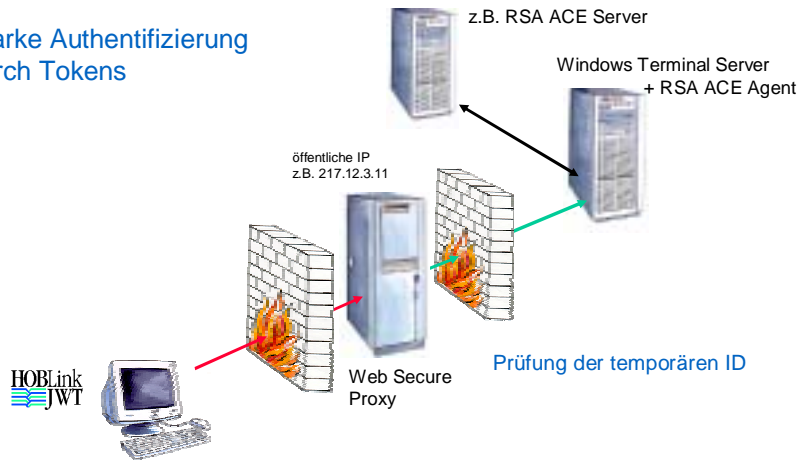 arke Authentifizierung
rch Tokens
z.B. RSA ACE Server
Windows Terminal Server
+ RSA ACE Agent
öffentliche IP
z.B. 217.12.3.11
Web Secure
Proxy
Prüfung der temporären ID
HOBLink
JWT